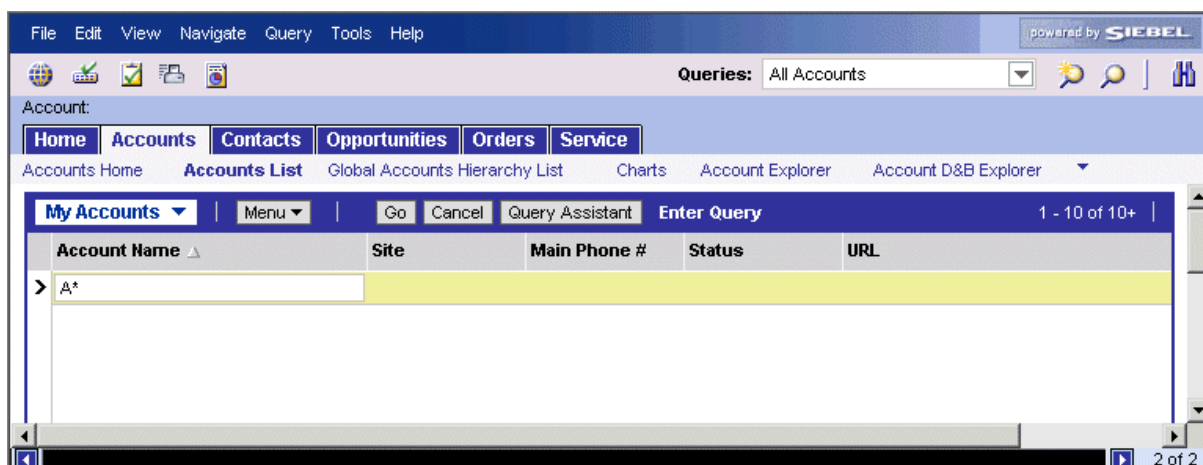 File Edit View Navigate Query Tools Help powered by SIEBEL
Queries: All Accounts
Account:
Home Accounts Contacts Opportunities Orders Service
Accounts Home Accounts List Global Accounts Hierarchy List Charts Account Explorer Account D&B Explorer
My Accounts Menu Go Cancel Query Assistant Enter Query 1 - 10 of 10+
Account Name Site Main Phone # Status URL
A*
2 of 2